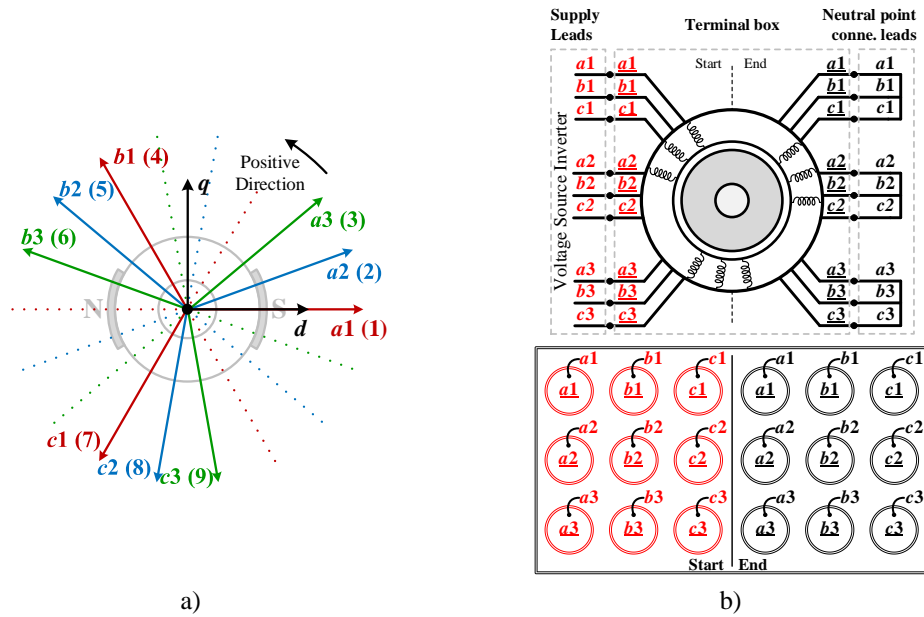 b1 (4)
b2 (5)
b3 (6)
q
Positive
Direction
a3 (3)
a2 (2)
N
S
d
a1 (1)
c1 (7)
c2 (8)
c3 (9)
a)
Supply
Leads
Terminal box
Neutral point
conne. leads
Start
End
Voltage Source Inverter
a1 a1 a1 a1
b1 b1 b1 b1
c1 c1 c1 c1
a2 a2 a2 a2
b2 b2 b2 b2
c2 c2 c2 c2
a3 a3 a3 a3
b3 b3 b3 b3
c3 c3 c3 c3
a1 b1 c1 a1 b1 c1
a1 b1 c1 a1 b1 c1
a2 b2 c2 a2 b2 c2
a2 b2 c2 a2 b2 c2
a3 b3 c3 a3 b3 c3
a3 b3 c3 a3 b3 c3
Start End
b)